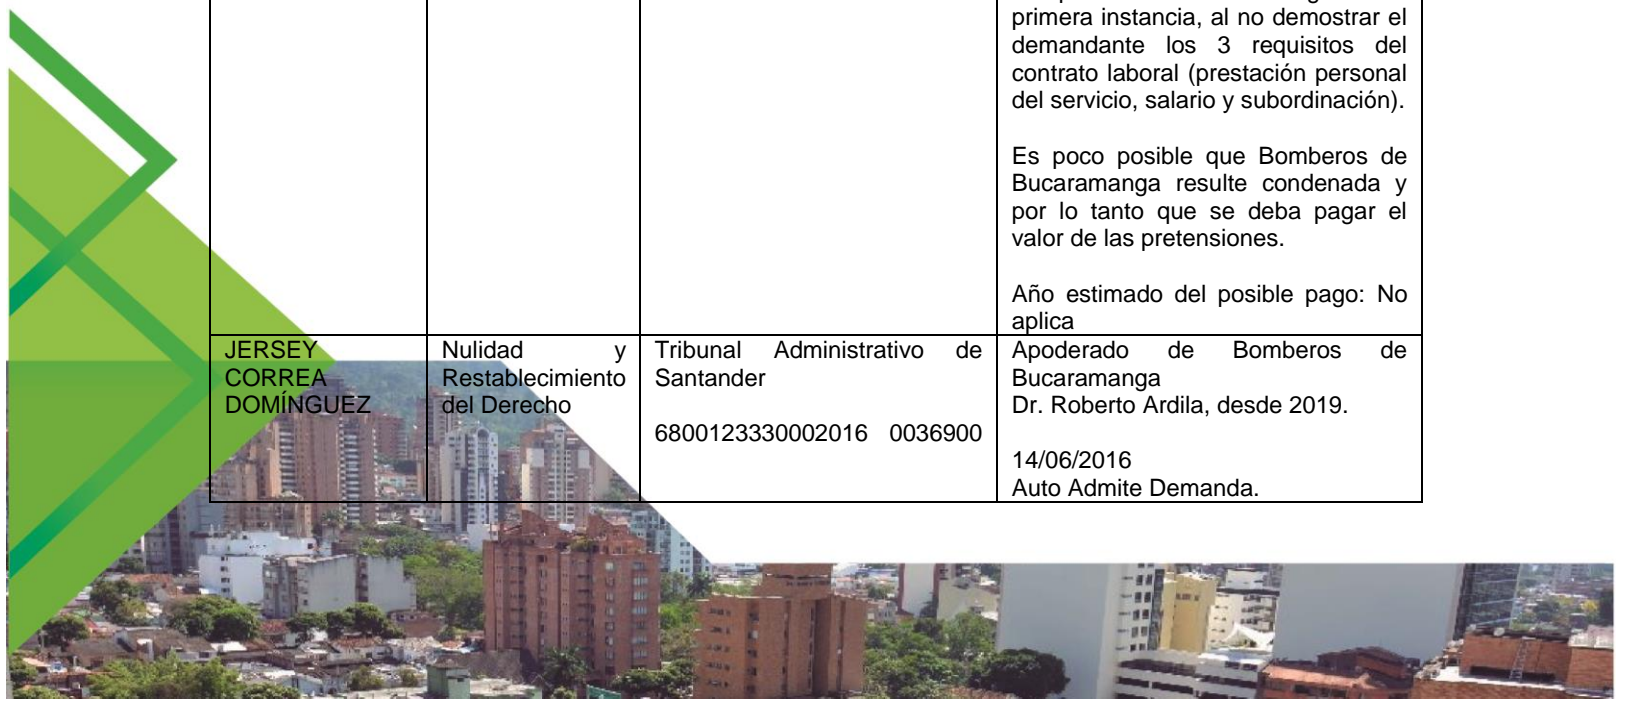 primera instancia, al no demostrar el
demandante los 3 requisitos del
contrato laboral (prestación personal
del servicio, salario y subordinación).
Es poco posible que Bomberos de
Bucaramanga resulte condenada y
por lo tanto que se deba pagar el
valor de las pretensiones.
Año estimado del posible pago: No
aplica
JERSEY
CORREA
DOMÍNGUEZ
Nulidad y
Restablecimiento
del Derecho
Tribunal Administrativo de
Santander
6800123330002016 0036900
Apoderado de Bomberos de
Bucaramanga
Dr. Roberto Ardila, desde 2019.
14/06/2016
Auto Admite Demanda.